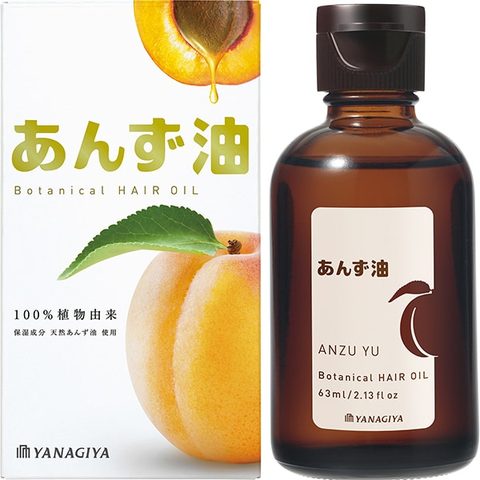 あんず油
Botanical HAIR OIL
100%植物由来
保湿成分 天然あんず油 使用
YANAGIYA
あんず油
ANZU YU
Botanical HAIR OIL
63ml/2.13fl oz
YANAGIYA